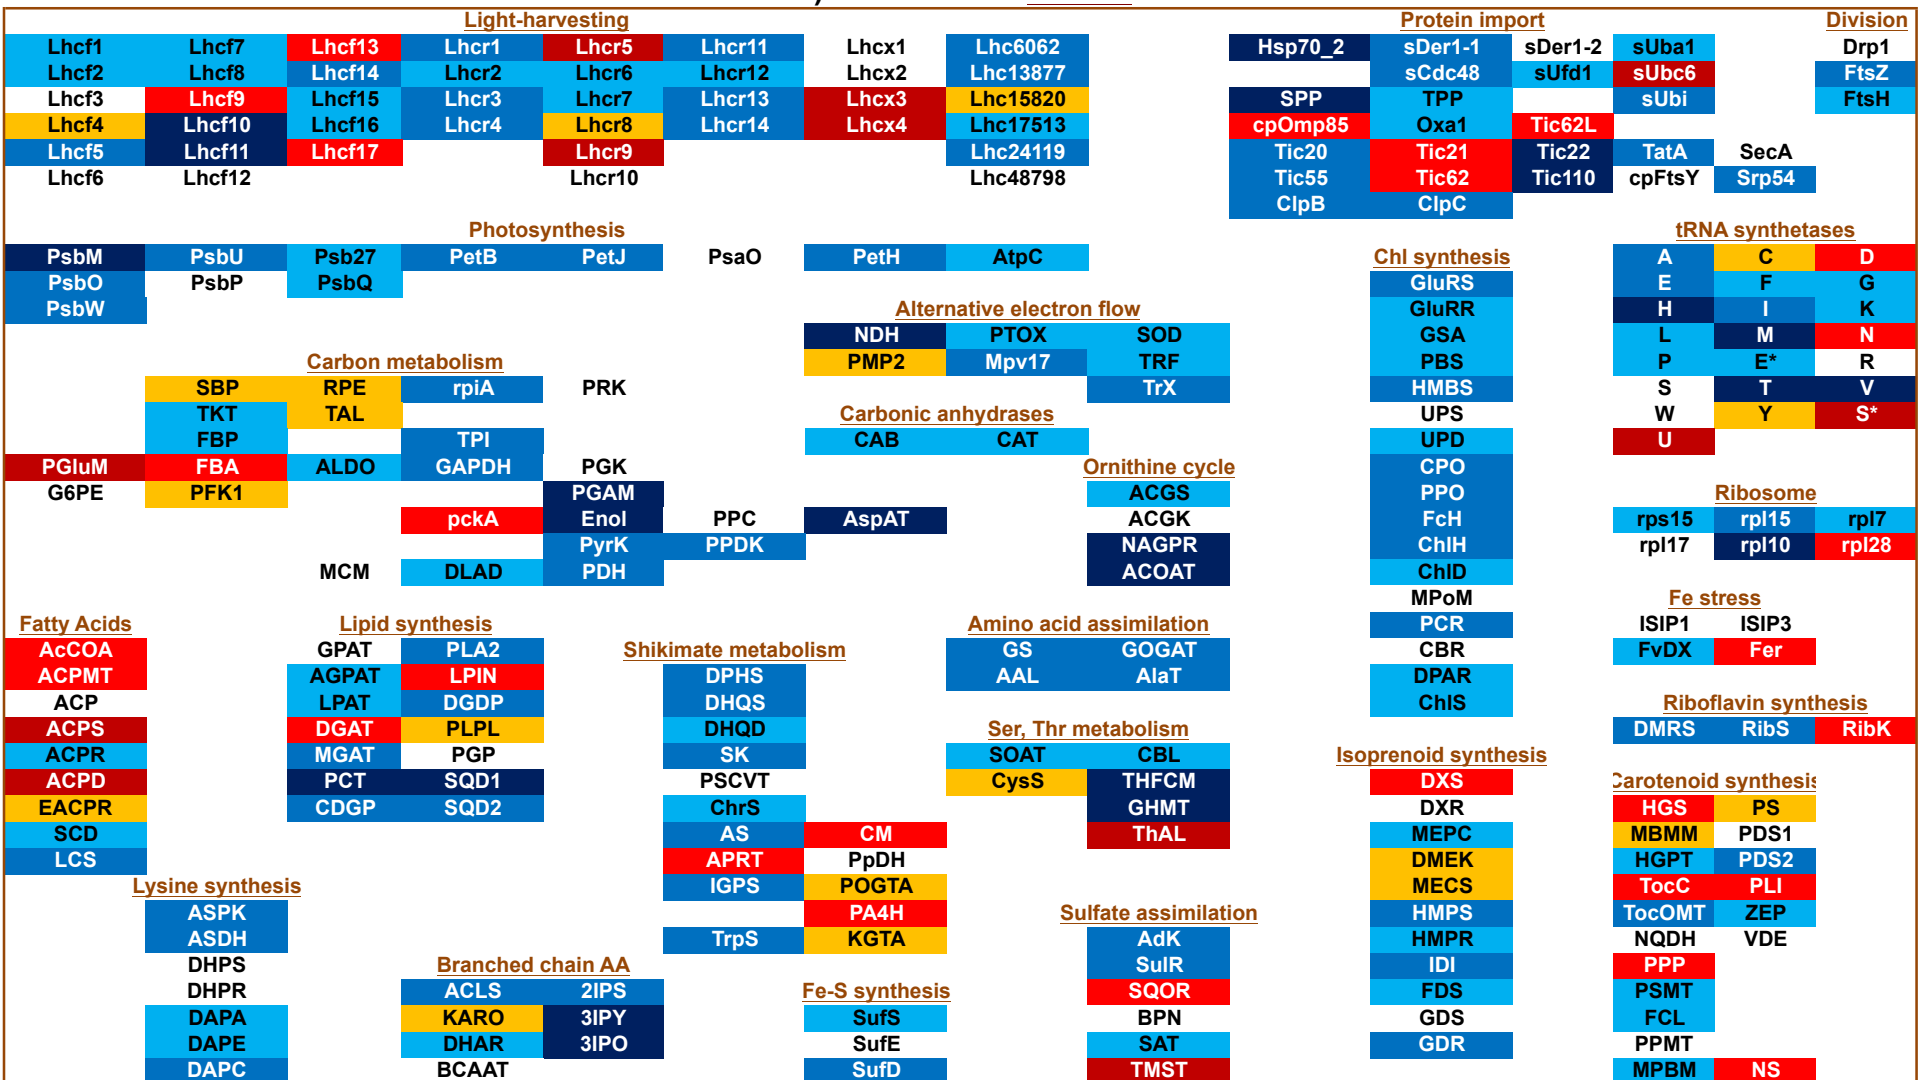 Light-harvesting Protein import Division
Lhcf1 Lhcf7 Lhcf13 Lhcr1 Lhcr5 Lhcr11 Lhcx1 Lhc6062 Hsp70_2 sDer1-1 sDer1-2 sUba1 Drp1
Lhcf2 Lhcf8 Lhcf14 Lhcr2 Lhcr6 Lhcr12 Lhcx2 Lhc13877 sCdc48 sUfd1 sUbc6 FtsZ
Lhcf3 Lhcf9 Lhcf15 Lhcr3 Lhcr7 Lhcr13 Lhcx3 Lhc15820 SPP TPP sUbi FtsH
Lhcf4 Lhcf10 Lhcf16 Lhcr4 Lhcr8 Lhcr14 Lhcx4 Lhc17513 cpOmp85 Oxa1 Tic62L
Lhcf5 Lhcf11 Lhcf17 Lhcr9 Lhc24119 Tic20 Tic21 Tic22 TatA SecA
Lhcf6 Lhcf12 Lhcr10 Lhc48798 Tic55 Tic62 Tic110 cpFtsY Srp54
ClpB ClpC
Photosynthesis tRNA synthetases
PsbM PsbU Psb27 PetB PetJ PsaO PetH AtpC Chl synthesis A C D
PsbO PsbP PsbQ GluRS E F G
PsbW Alternative electron flow GluRR H I K
NDH PTOX SOD GSA L M N
Carbon metabolism PMP2 Mpv17 TRF PBS P E* R
SBP RPE rpiA PRK TrX HMBS S T V
TKT TAL Carbonic anhydrases UPS W Y S*
FBP TPI CAB CAT UPD U
PGluM FBA ALDO GAPDH PGK Ornithine cycle CPO
G6PE PFK1 PGAM ACGS PPO Ribosome
pckA Enol PPC AspAT ACGK FcH rps15 rpl15 rpl7
PyrK PPDK NAGPR ChlH rpl17 rpl10 rpl28
MCM DLAD PDH ACOAT ChlD
MPoM Fe stress
Fatty Acids Lipid synthesis Amino acid assimilation PCR ISIP1 ISIP3
AcCOA GPAT PLA2 Shikimate metabolism GS GOGAT CBR FvDX Fer
ACPMT AGPAT LPIN DPHS AAL AlaT DPAR
ACP LPAT DGDP DHQS ChlS Riboflavin synthesis
ACPS DGAT PLPL DHQD Ser, Thr metabolism DMRS RibS RibK
ACPR MGAT PGP SK SOAT CBL Isoprenoid synthesis
ACPD PCT SQD1 PSCVT CysS THFCM DXS Carotenoid synthesis
EACPR CDGP SQD2 ChrS GHMT DXR HGS PS
SCD AS CM ThAL MEPC MBMM PDS1
LCS APRT PpDH DMEK HGPT PDS2
Lysine synthesis IGPS POGTA MECS TocC PLI
ASPK PA4H Sulfate assimilation HMPS TocOMT ZEP
ASDH TrpS KGTA AdK HMPR NQDH VDE
DHPS Branched chain AA SulR IDI PPP
DHPR ACLS 2IPS Fe-S synthesis SQOR FDS PSMT
DAPA KARO 3IPY SufS BPN GDS FCL
DAPE DHAR 3IPO SufE SAT GDR PPMT
DAPC BCAAT SufD TMST MPBM NS